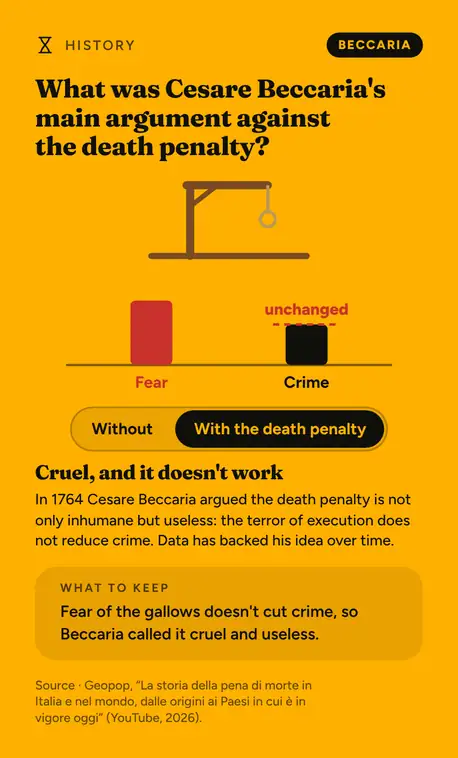 HISTORY
BECCARIA
What was Cesare Beccaria's
main argument against
the death penalty?
unchanged
Fear
Crime
Without
With the death penalty
Cruel, and it doesn't work
In 1764 Cesare Beccaria argued the death penalty is not
only inhumane but useless: the terror of execution does
not reduce crime. Data has backed his idea over time.
WHAT TO KEEP
Fear of the gallows doesn't cut crime, so
Beccaria called it cruel and useless.
Source · Geopop, “La storia della pena di morte in
Italia e nel mondo, dalle origini ai Paesi in cui è in
vigore oggi” (YouTube, 2026).